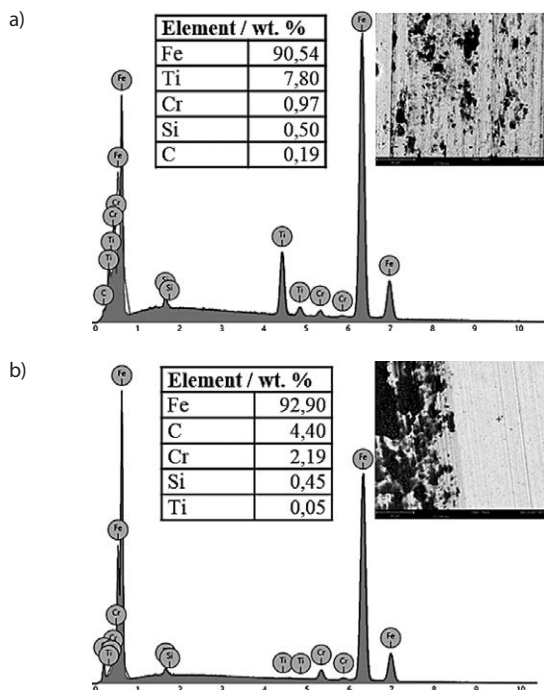 a)
Element / wt. %
Fe 90,54
Ti 7,80
Cr 0,97
Si 0,50
C 0,19
Fe
Fe
Fe
Cr
Cr
Ti
Ti
C
Si
Ti
Ti
Cr
Cr
Fe
0 1 2 3 4 5 6 7 8 9 10
b)
Element / wt. %
Fe 92,90
C 4,40
Cr 2,19
Si 0,45
Ti 0,05
Fe
Fe
Fe
Cr
Cr
Ti
Si
Ti
Ti
Cr
Cr
Fe
0 1 2 3 4 5 6 7 8 9 10